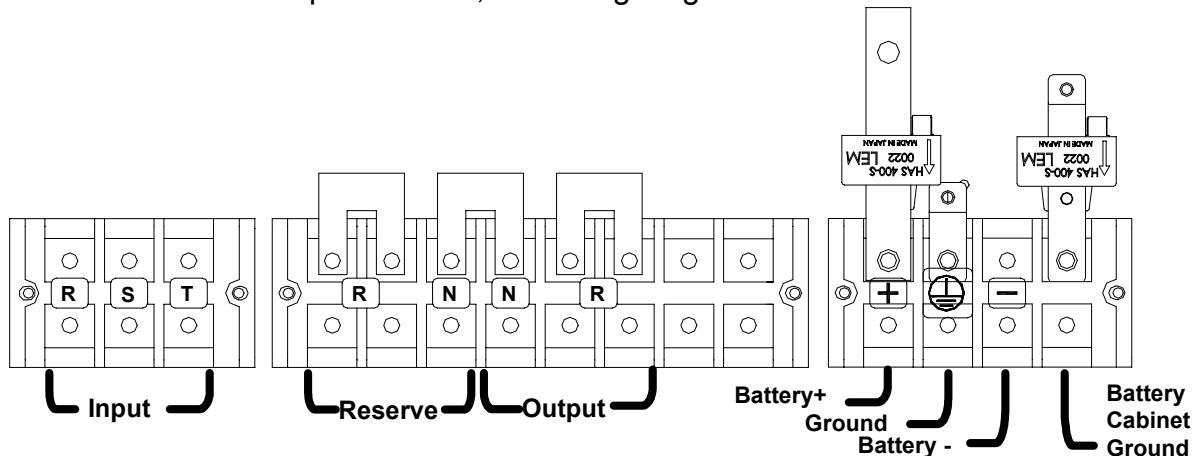 HAS 400-S
0022 LEM
MADE IN JAPAN
HAS 400-S
0022 LEM
MADE IN JAPAN
R S T
R N N R
+ −
Input
Reserve
Output
Battery+
Ground
Battery -
Battery
Cabinet
Ground